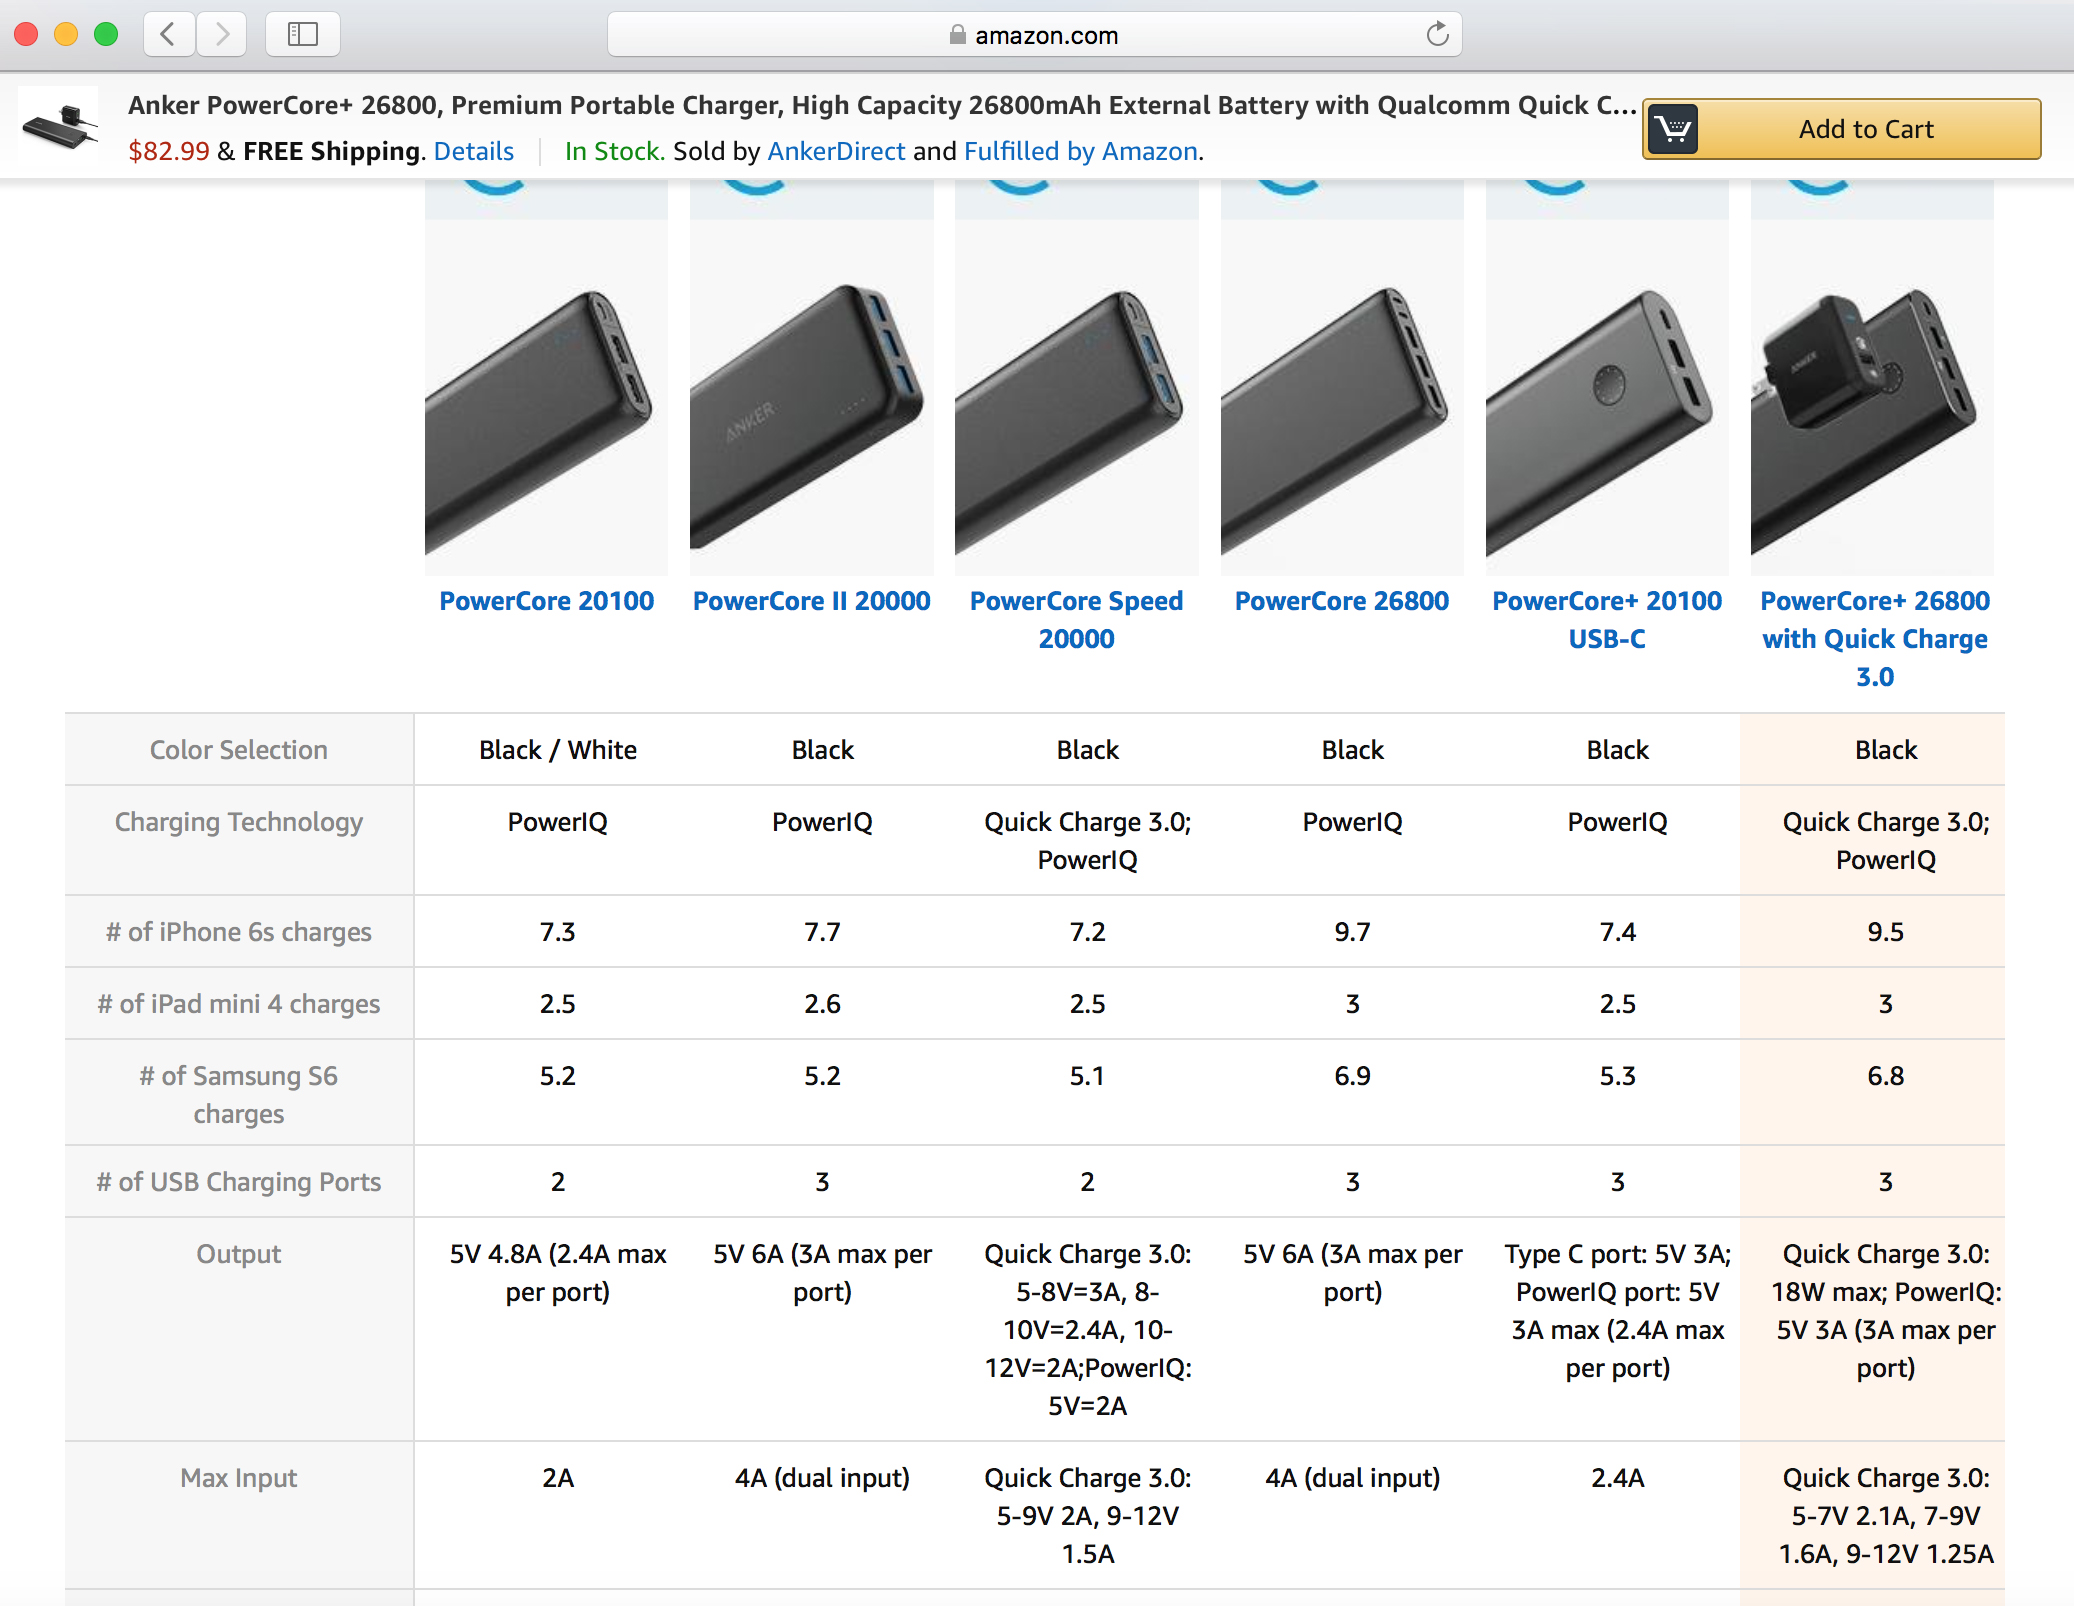 amazon.com
Anker PowerCore+ 26800, Premium Portable Charger, High Capacity 26800mAh External Battery with Qualcomm Quick C...
$82.99 & FREE Shipping. Details In Stock. Sold by AnkerDirect and Fulfilled by Amazon.
Add to Cart
ANKER
ANKER
PowerCore 20100 PowerCore II 20000 PowerCore Speed PowerCore 26800 PowerCore+ 20100 PowerCore+ 26800
20000 USB-C with Quick Charge
3.0
Color Selection Black / White Black Black Black Black Black
Charging Technology PowerIQ PowerIQ Quick Charge 3.0; PowerIQ PowerIQ Quick Charge 3.0;
PowerIQ PowerIQ
# of iPhone 6s charges 7.3 7.7 7.2 9.7 7.4 9.5
# of iPad mini 4 charges 2.5 2.6 2.5 3 2.5 3
# of Samsung S6 5.2 5.2 5.1 6.9 5.3 6.8
charges
# of USB Charging Ports 2 3 2 3 3 3
Output 5V 4.8A (2.4A max 5V 6A (3A max per Quick Charge 3.0: 5V 6A (3A max per Type C port: 5V 3A; Quick Charge 3.0:
per port) port) 5-8V=3A, 8- port) PowerIQ port: 5V 18W max; PowerIQ:
10V=2.4A, 10- 3A max (2.4A max 5V 3A (3A max per
12V=2A;PowerIQ: per port) port)
5V=2A
Max Input 2A 4A (dual input) Quick Charge 3.0: 4A (dual input) 2.4A Quick Charge 3.0:
5-9V 2A, 9-12V 5-7V 2.1A, 7-9V
1.5A 1.6A, 9-12V 1.25A